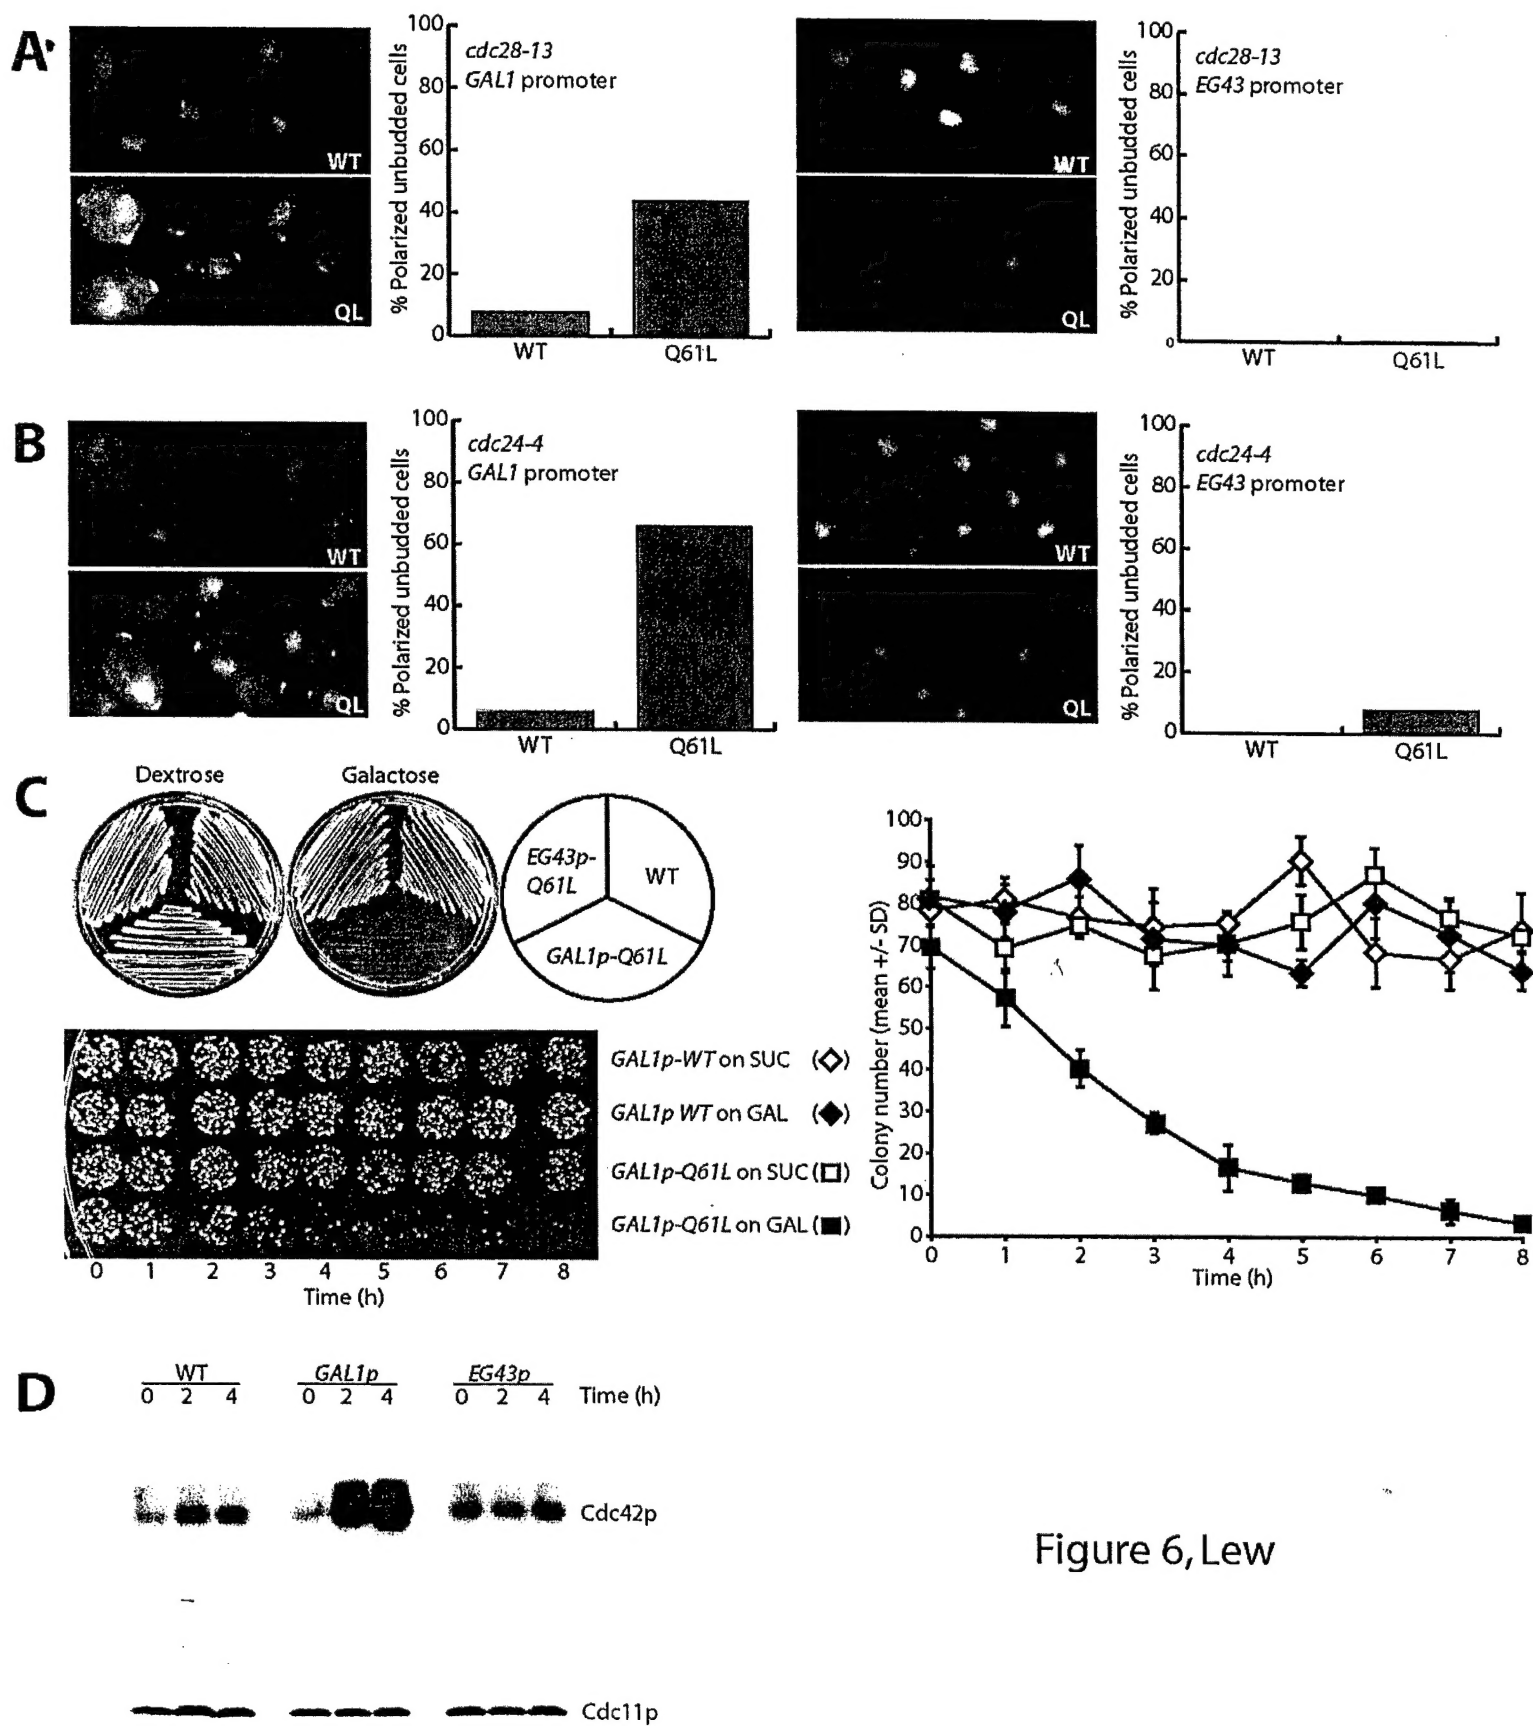 A
100
80
60
40
20
0
% Polarized unbudded cells
cdc28-13
GAL1 promoter
WT
QL
WT
Q61L
100
80
60
40
20
0
% Polarized unbudded cells
cdc28-13
EG43 promoter
WT
QL
WT
Q61L
B
100
80
60
40
20
0
% Polarized unbudded cells
cdc24-4
GAL1 promoter
WT
QL
WT
Q61L
100
80
60
40
20
0
% Polarized unbudded cells
cdc24-4
EG43 promoter
WT
QL
WT
Q61L
C
Dextrose
Galactose
EG43p-
Q61L
WT
GAL1p-Q61L
GAL1p-WT on SUC (◇)
GAL1p WT on GAL (◆)
GAL1p-Q61L on SUC (□)
GAL1p-Q61L on GAL (■)
0 1 2 3 4 5 6 7 8
Time (h)
100
90
80
70
60
50
40
30
20
10
0
Colony number (mean +/- SD)
0 1 2 3 4 5 6 7 8
Time (h)
D
WT GAL1p EG43p
0 2 4 0 2 4 0 2 4 Time (h)
Cdc42p
Cdc11p
Figure 6, Lew